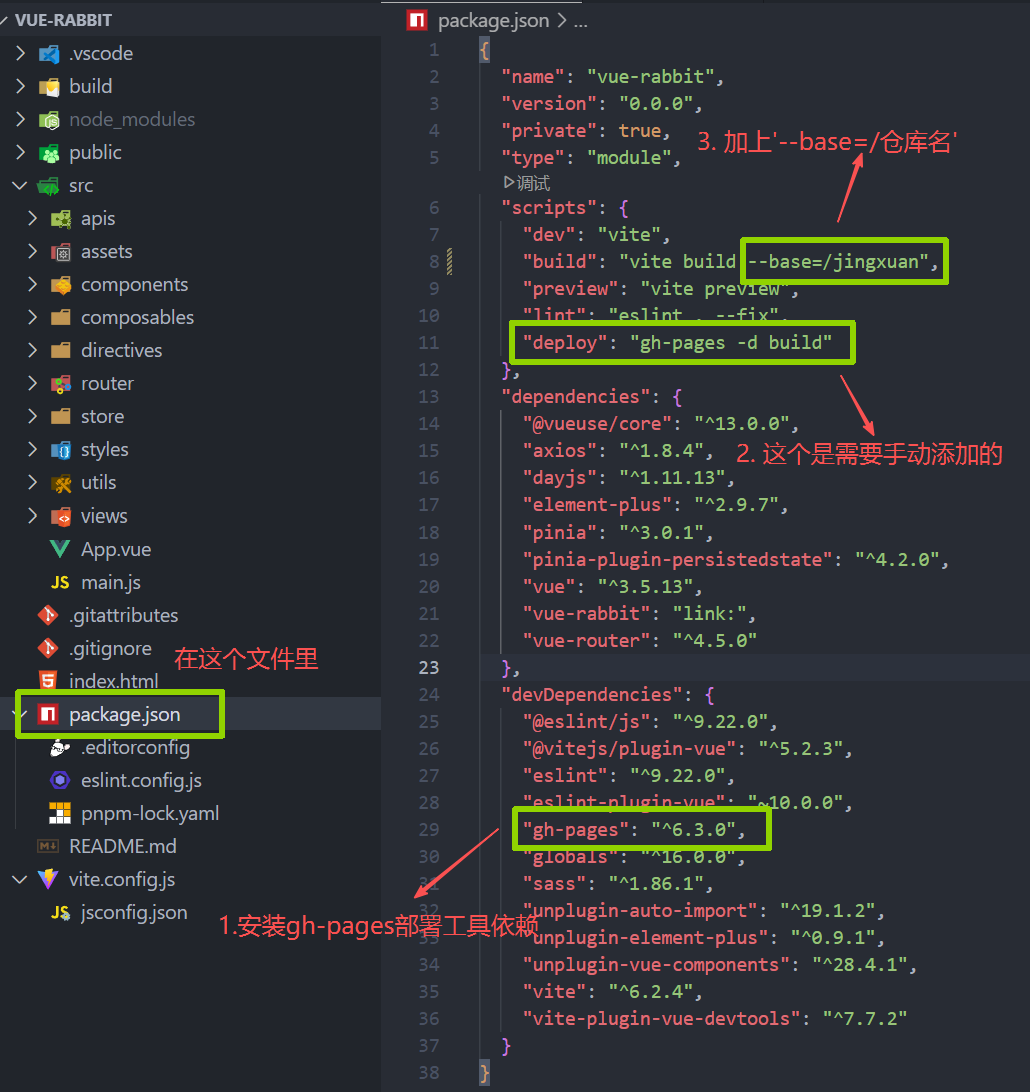 VUE-RABBIT
.vscode
build
node_modules
public
src
apis
assets
components
composables
directives
router
store
styles
utils
views
App.vue
JS main.js
.gitattributes
.gitignore
在这个文件里
index.html
package.json
.editorconfig
eslint.config.js
pnpm-lock.yaml
README.md
vite.config.js
JS jsconfig.json
package.json > ...
1 {
2 "name": "vue-rabbit",
3 "version": "0.0.0",
4 "private": true,
3. 加上'--base=/仓库名'
5 "type": "module",
调试
6 "scripts": {
7 "dev": "vite",
8 "build": "vite build --base=/jingxuan",
9 "preview": "vite preview",
10 "lint": "eslint . --fix",
11 "deploy": "gh-pages -d build"
12 },
13 "dependencies": {
14 "@vueuse/core": "^13.0.0",
15 "axios": "^1.8.4",
2. 这个是需要手动添加的
16 "dayjs": "^1.11.13",
17 "element-plus": "^2.9.7",
18 "pinia": "^3.0.1",
19 "pinia-plugin-persistedstate": "^4.2.0",
20 "vue": "^3.5.13",
21 "vue-rabbit": "link:",
22 "vue-router": "^4.5.0"
23 },
24 "devDependencies": {
25 "@eslint/js": "^9.22.0",
26 "@vitejs/plugin-vue": "^5.2.3",
27 "eslint": "^9.22.0",
28 "eslint-plugin-vue": "~10.0.0",
29 "gh-pages": "^6.3.0",
30 "globals": "^16.0.0",
31 "sass": "^1.86.1",
32 "unplugin-auto-import": "^19.1.2",
1.安装gh-pages部署工具依赖
33 "unplugin-element-plus": "^0.9.1",
34 "unplugin-vue-components": "^28.4.1",
35 "vite": "^6.2.4",
36 "vite-plugin-vue-devtools": "^7.7.2"
37 }
38 }